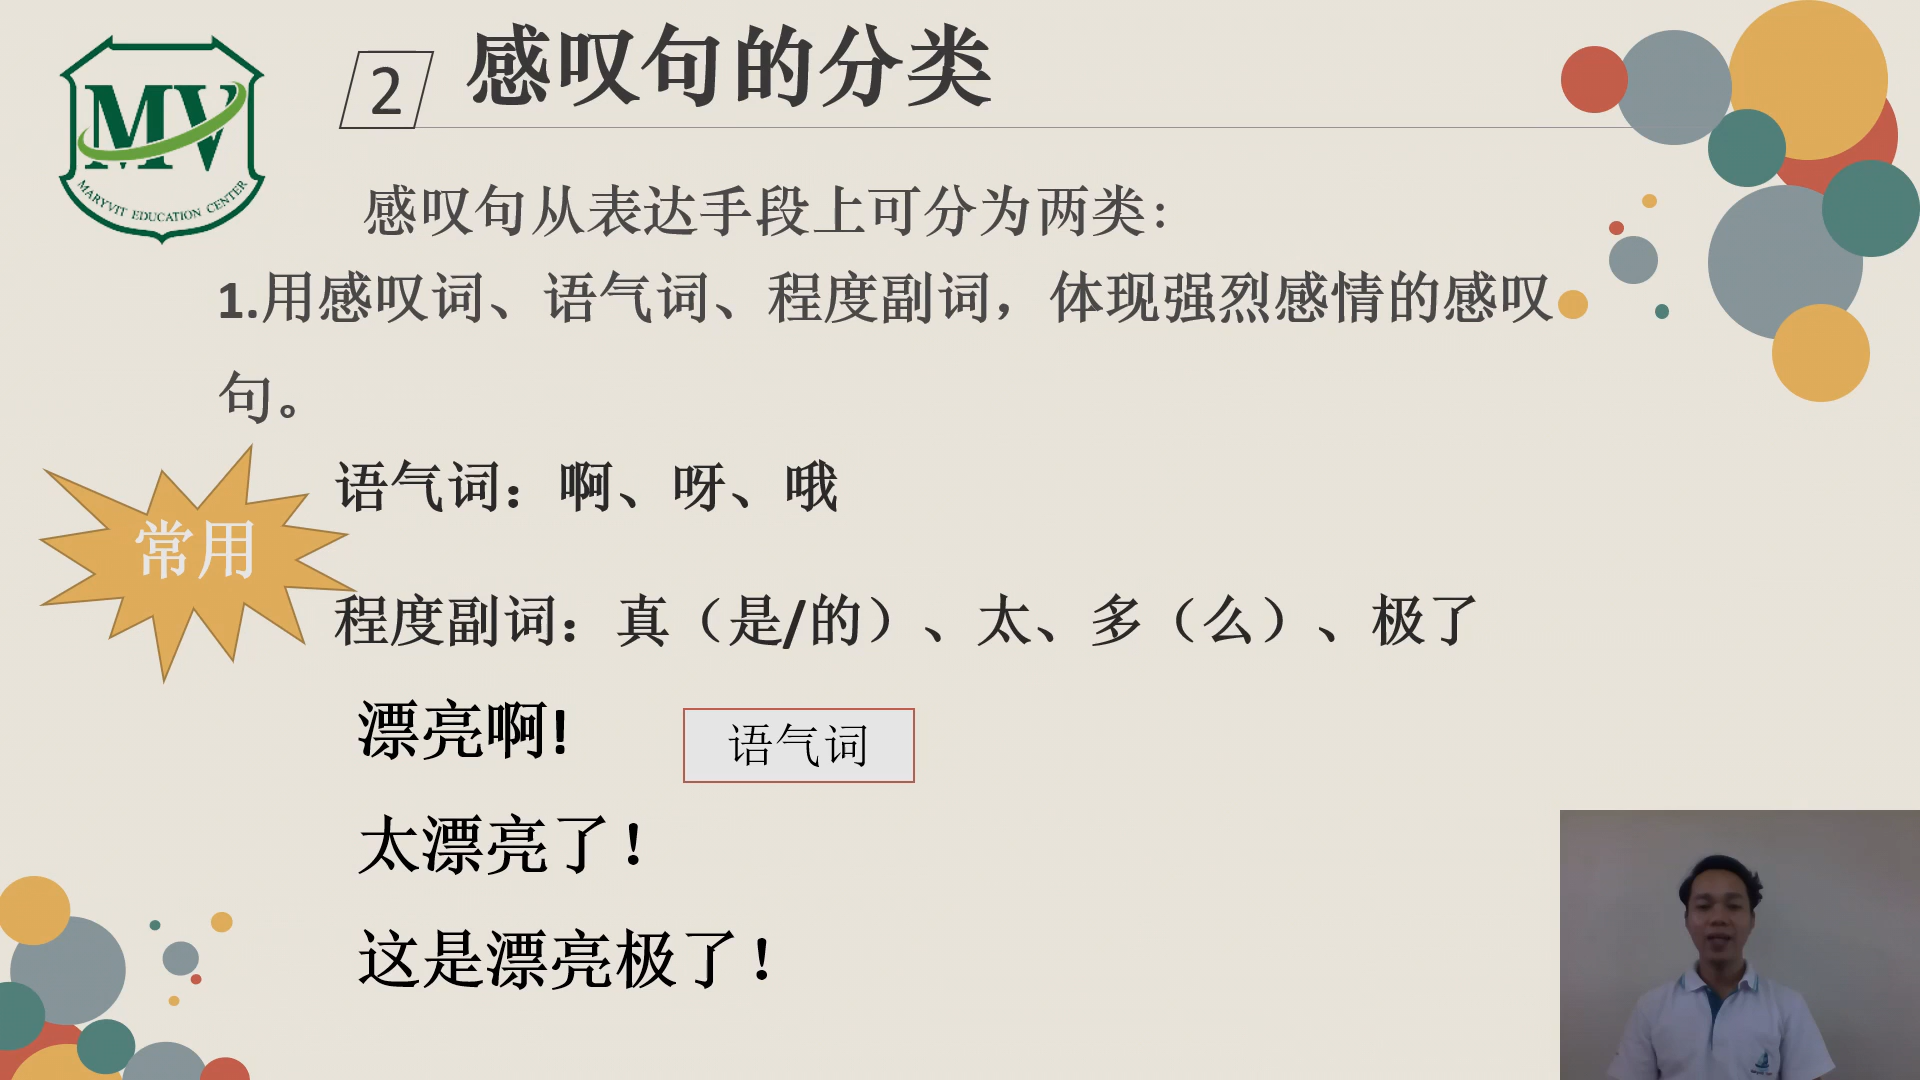 MV
MARYVIT EDUCATION CENTER
2
感叹句的分类
感叹句从表达手段上可分为两类：
1.用感叹词、语气词、程度副词，体现强烈感情的感叹
句。
常用
语气词：啊、呀、哦
程度副词：真（是/的）、太、多（么）、极了
漂亮啊!
语气词
太漂亮了！
这是漂亮极了！